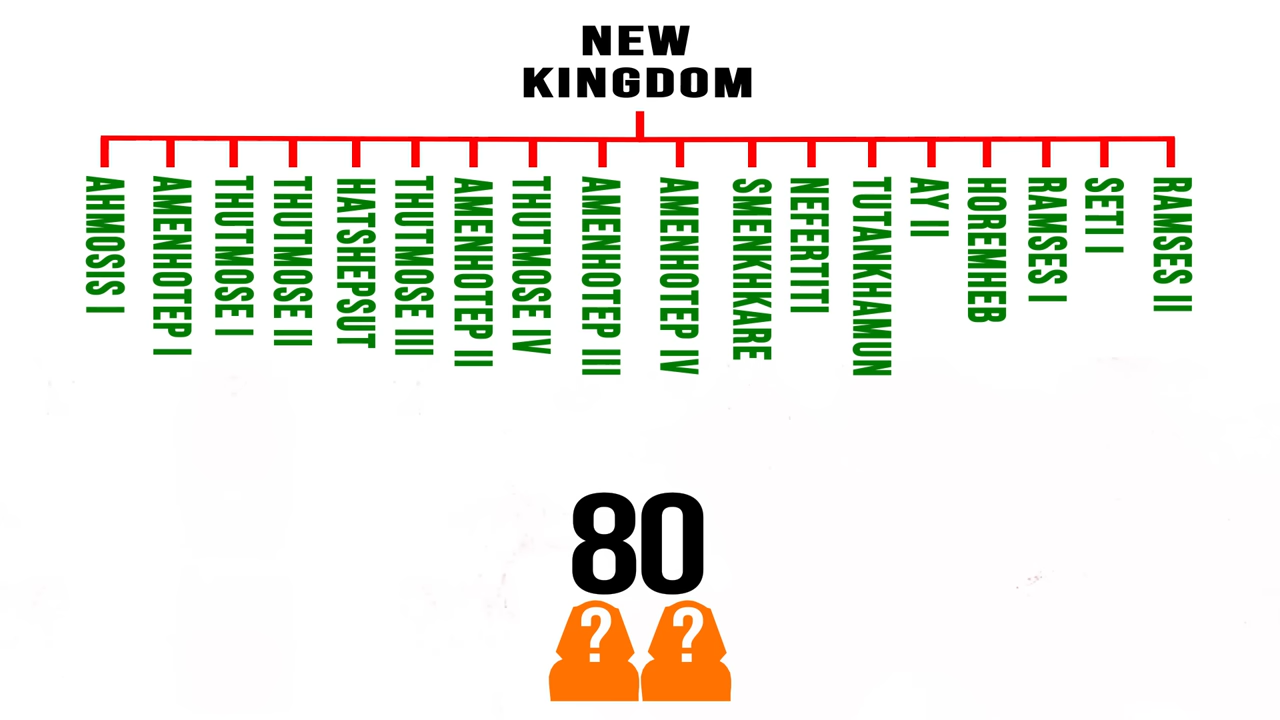 NEW
KINGDOM
AHMOSIS I
AMENHOTEP I
THUTMOSE I
THUTMOSE II
HATSHEPSUT
THUTMOSE III
AMENHOTEP II
THUTMOSE IV
AMENHOTEP III
AMENHOTEP IV
SMENKHKARE
NEFERTITI
TUTANKHAMUN
AY II
HOREMHEB
RAMSES I
SETI I
RAMSES II
80
? ?